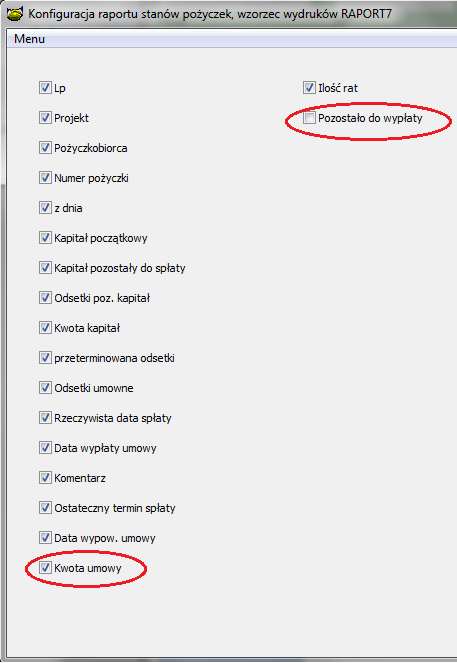 Konfiguracja raportu stanów pożyczek, wzorzec wydruków RAPORT7
Menu
Lp
Projekt
Pożyczkobiorca
Numer pożyczki
z dnia
Kapitał początkowy
Kapitał pozostały do spłaty
Odsetki poz. kapitał
Kwota kapitał
przeterminowana odsetki
Odsetki umowne
Rzeczywista data spłaty
Data wypłaty umowy
Komentarz
Ostateczny termin spłaty
Data wypow. umowy
Kwota umowy
Ilość rat
Pozostało do wypłaty